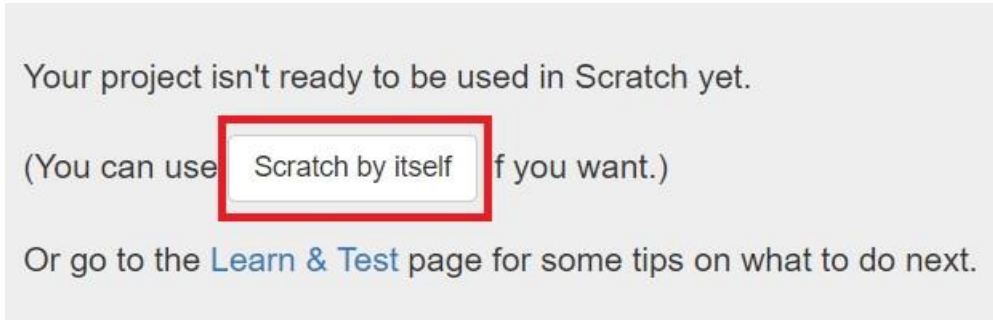 Your project isn't ready to be used in Scratch yet.
(You can use Scratch by itself if you want.)
Or go to the Learn & Test page for some tips on what to do next.